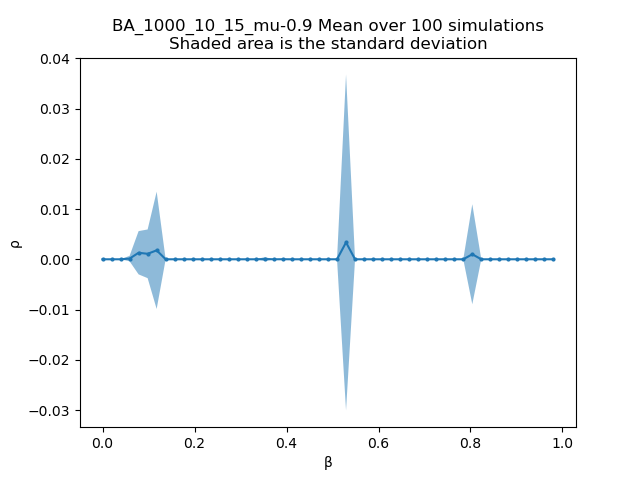 BA_1000_10_15_mu-0.9 Mean over 100 simulations
Shaded area is the standard deviation
0.04
0.03
0.02
0.01
0.00
−0.01
−0.02
−0.03
ρ
0.0 0.2 0.4 0.6 0.8 1.0
β